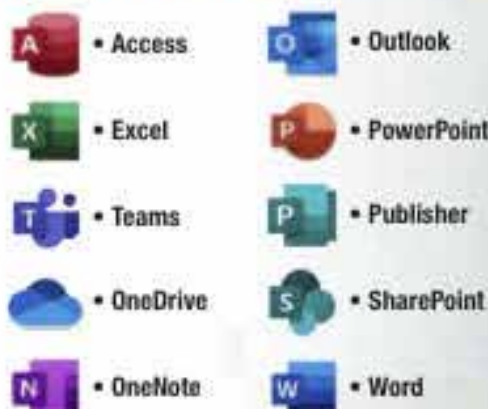 A • Access
X • Excel
T • Teams
• OneDrive
N • OneNote
O • Outlook
P • PowerPoint
P • Publisher
S • SharePoint
W • Word